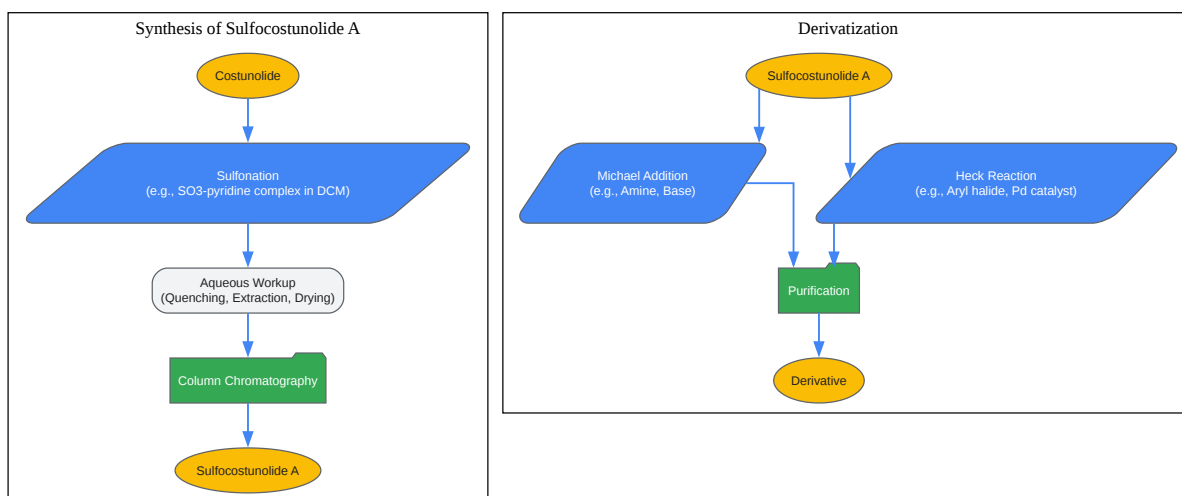 Synthesis of Sulfocostunolide A
Costunolide
Sulfonation
(e.g., SO3-pyridine complex in DCM)
Aqueous Workup
(Quenching, Extraction, Drying)
Column Chromatography
Sulfocostunolide A
Derivatization
Sulfocostunolide A
Michael Addition
(e.g., Amine, Base)
Heck Reaction
(e.g., Aryl halide, Pd catalyst)
Purification
Derivative